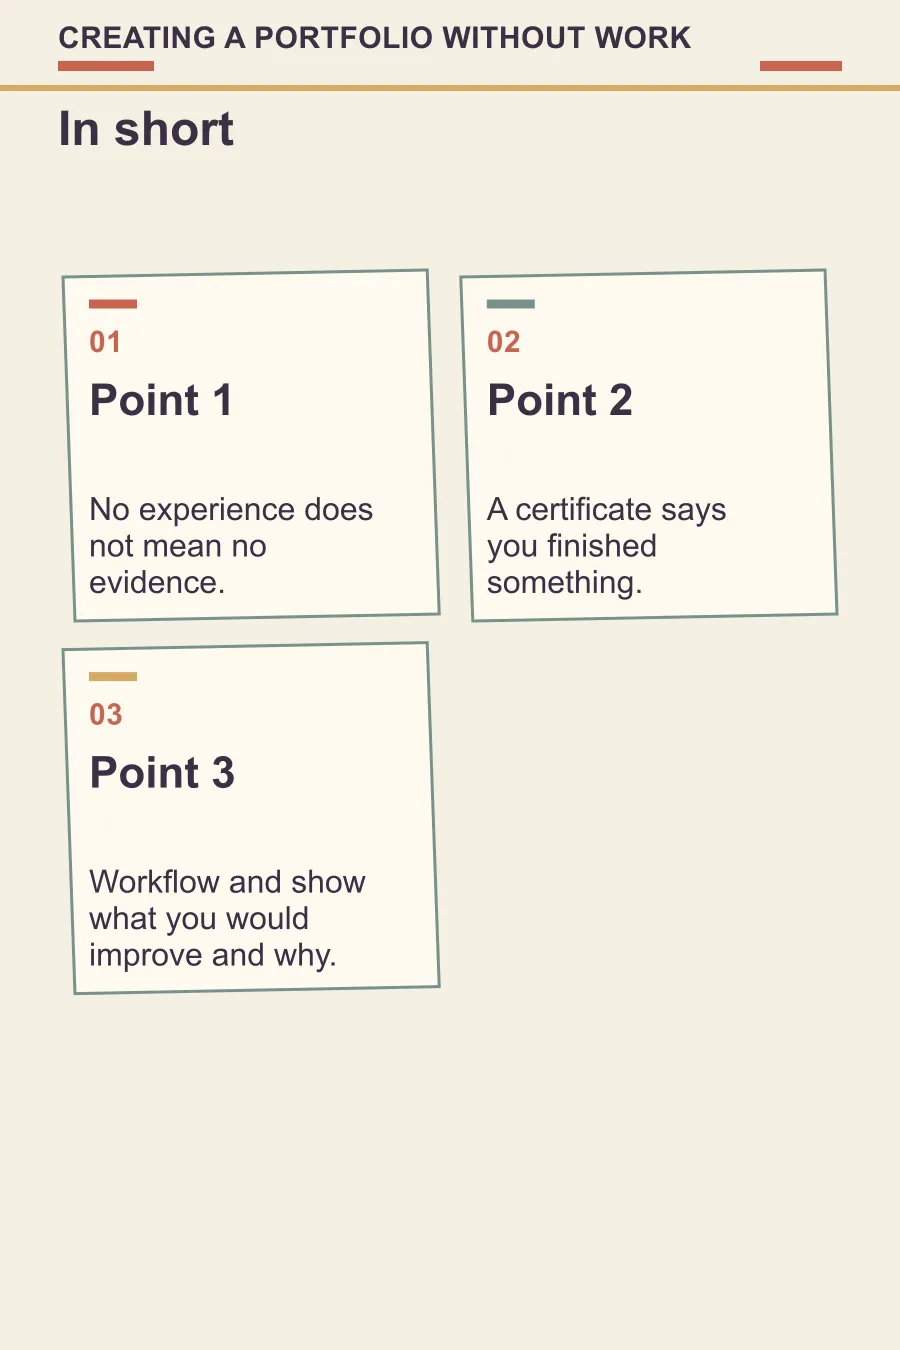 CREATING A PORTFOLIO WITHOUT WORK
In short
01
Point 1
No experience does
not mean no
evidence.
02
Point 2
A certificate says
you finished
something.
03
Point 3
Workflow and show
what you would
improve and why.